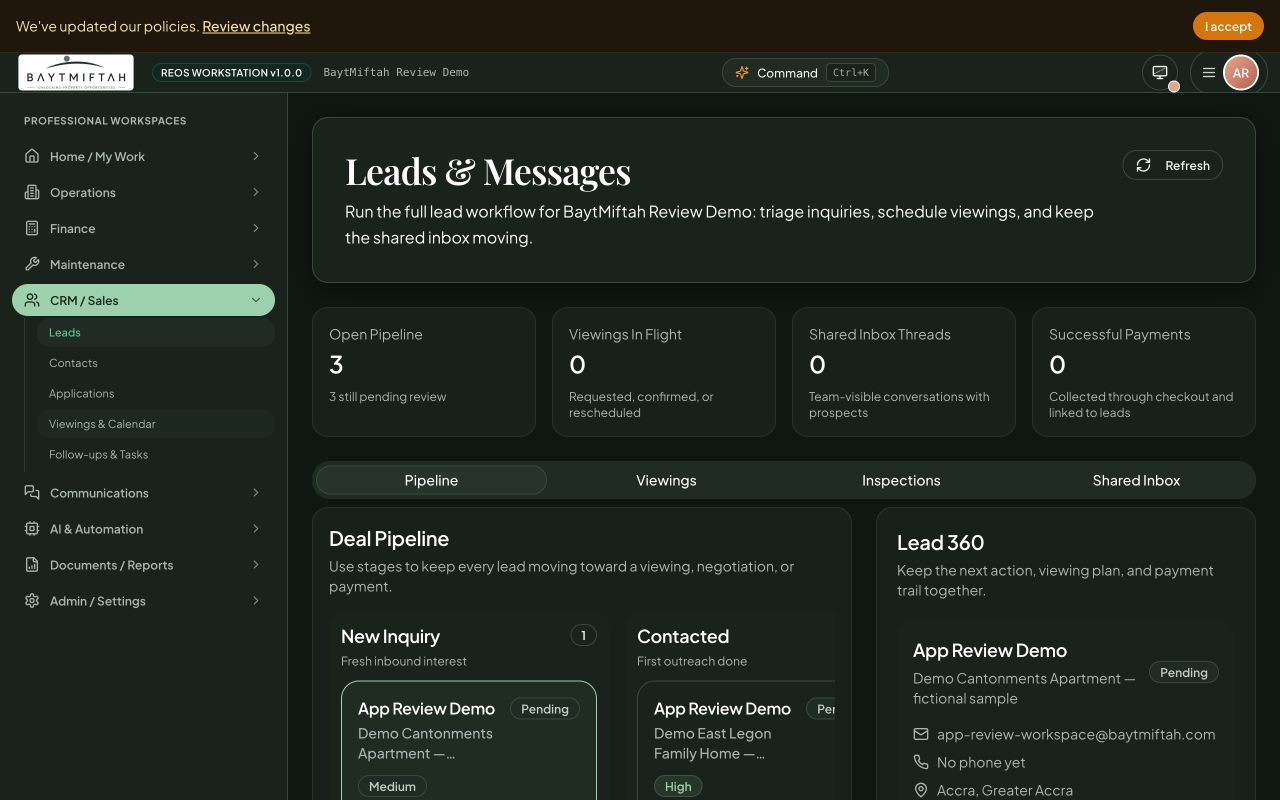 We've updated our policies. Review changes
I accept
BAYTMIFTAH
UNLOCKING PROPERTY OPPORTUNITIES
REOS WORKSTATION v1.0.0
BaytMiftah Review Demo
Command Ctrl+K
AR
PROFESSIONAL WORKSPACES
Home / My Work
Operations
Finance
Maintenance
CRM / Sales
Leads
Contacts
Applications
Viewings & Calendar
Follow-ups & Tasks
Communications
AI & Automation
Documents / Reports
Admin / Settings
Leads & Messages
Refresh
Run the full lead workflow for BaytMiftah Review Demo: triage inquiries, schedule viewings, and keep
the shared inbox moving.
Open Pipeline
3
3 still pending review
Viewings In Flight
0
Requested, confirmed, or
rescheduled
Shared Inbox Threads
0
Team-visible conversations with
prospects
Successful Payments
0
Collected through checkout and
linked to leads
Pipeline
Viewings
Inspections
Shared Inbox
Deal Pipeline
Use stages to keep every lead moving toward a viewing, negotiation, or
payment.
New Inquiry
1
Fresh inbound interest
App Review Demo
Pending
Demo Cantonments
Apartment —...
Medium
Contacted
First outreach done
App Review Demo
Per
Demo East Legon
Family Home —...
High
Lead 360
Keep the next action, viewing plan, and payment
trail together.
App Review Demo
Pending
Demo Cantonments Apartment —
fictional sample
app-review-workspace@baytmiftah.com
No phone yet
Accra, Greater Accra